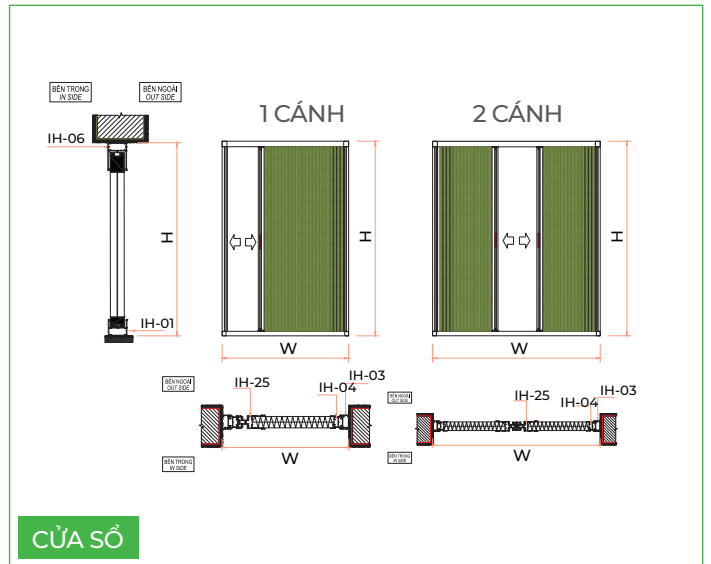 BÊN TRONG
IN SIDE
BÊN NGOÀI
OUT SIDE
1 CÁNH
2 CÁNH
IH-06
H
H
H
IH-01
W
W
BÊN NGOÀI
OUT SIDE
IH-25
IH-04
IH-03
BÊN NGOÀI
OUT SIDE
IH-25
IH-04
IH-03
BÊN TRONG
IN SIDE
W
BÊN TRONG
IN SIDE
W
CỬA SỔ